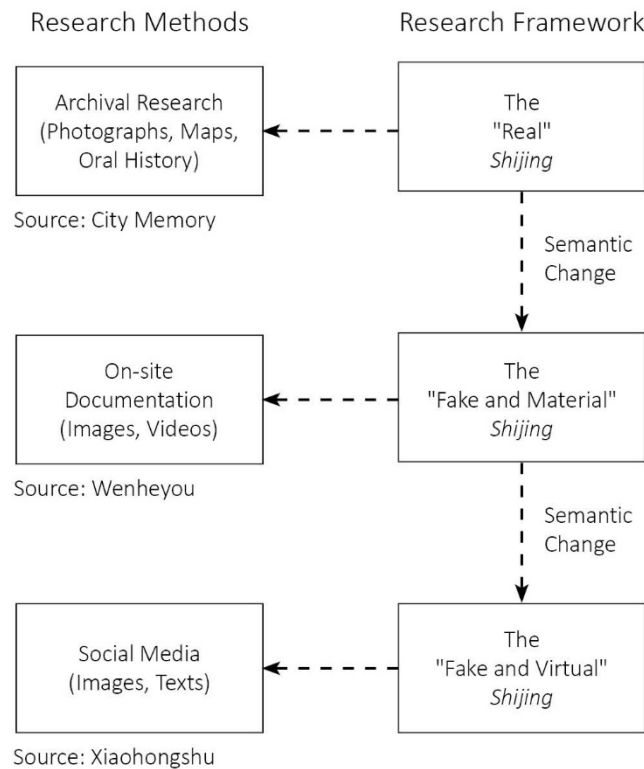 Research Methods
Research Framework
Archival Research
(Photographs, Maps,
Oral History)
Source: City Memory
The
"Real"
Shijing
Semantic
Change
On-site
Documentation
(Images, Videos)
Source: Wenheyou
The
"Fake and Material"
Shijing
Semantic
Change
Social Media
(Images, Texts)
Source: Xiaohongshu
The
"Fake and Virtual"
Shijing